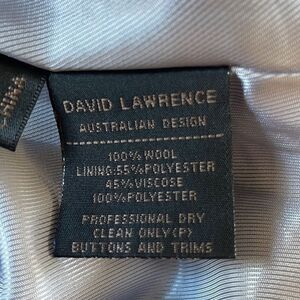 CHINA
DAVID LAWRENCE
AUSTRALIAN DESIGN
100% WOOL
LINING:55%POLYESTER
45%VISCOSE
100%POLYESTER
PROFESSIONAL DRY
CLEAN ONLY(P)
BUTTONS AND TRIMS